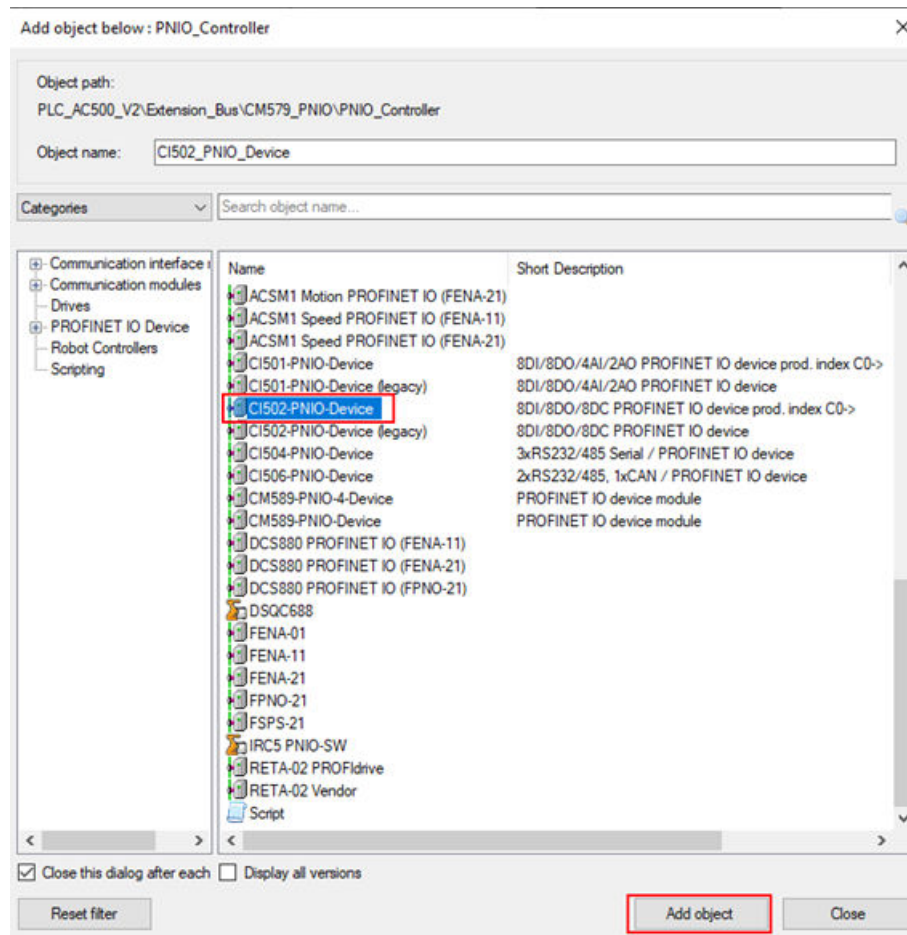 Add object below : PNIO_Controller
Object path:
PLC_AC500_V2\Extension_Bus\CM579_PNIO\PNIO_Controller
Object name: CI502_PNIO_Device
Categories Search object name...
Communication interface
Communication modules
Drives
PROFINET IO Device
Robot Controllers
Scripting
Name Short Description
ACSM1 Motion PROFINET IO (FENA-21)
ACSM1 Speed PROFINET IO (FENA-11)
ACSM1 Speed PROFINET IO (FENA-21)
CI501-PNIO-Device 8DI/8DO/4AI/2AO PROFINET IO device prod. index C0->
CI501-PNIO-Device (legacy) 8DI/8DO/4AI/2AO PROFINET IO device
CI502-PNIO-Device 8DI/8DO/8DC PROFINET IO device prod. index C0->
CI502-PNIO-Device (legacy) 8DI/8DO/8DC PROFINET IO device
CI504-PNIO-Device 3xRS232/485 Serial / PROFINET IO device
CI506-PNIO-Device 2xRS232/485, 1xCAN / PROFINET IO device
CM589-PNIO-4-Device PROFINET IO device module
CM589-PNIO-Device PROFINET IO device module
DCS880 PROFINET IO (FENA-11)
DCS880 PROFINET IO (FENA-21)
DCS880 PROFINET IO (FPNO-21)
DSQC688
FENA-01
FENA-11
FENA-21
FPNO-21
FSPS-21
IRC5 PNIO-SW
RETA-02 PROFIdrive
RETA-02 Vendor
Script
Close this dialog after each Display all versions
Reset filter Add object Close